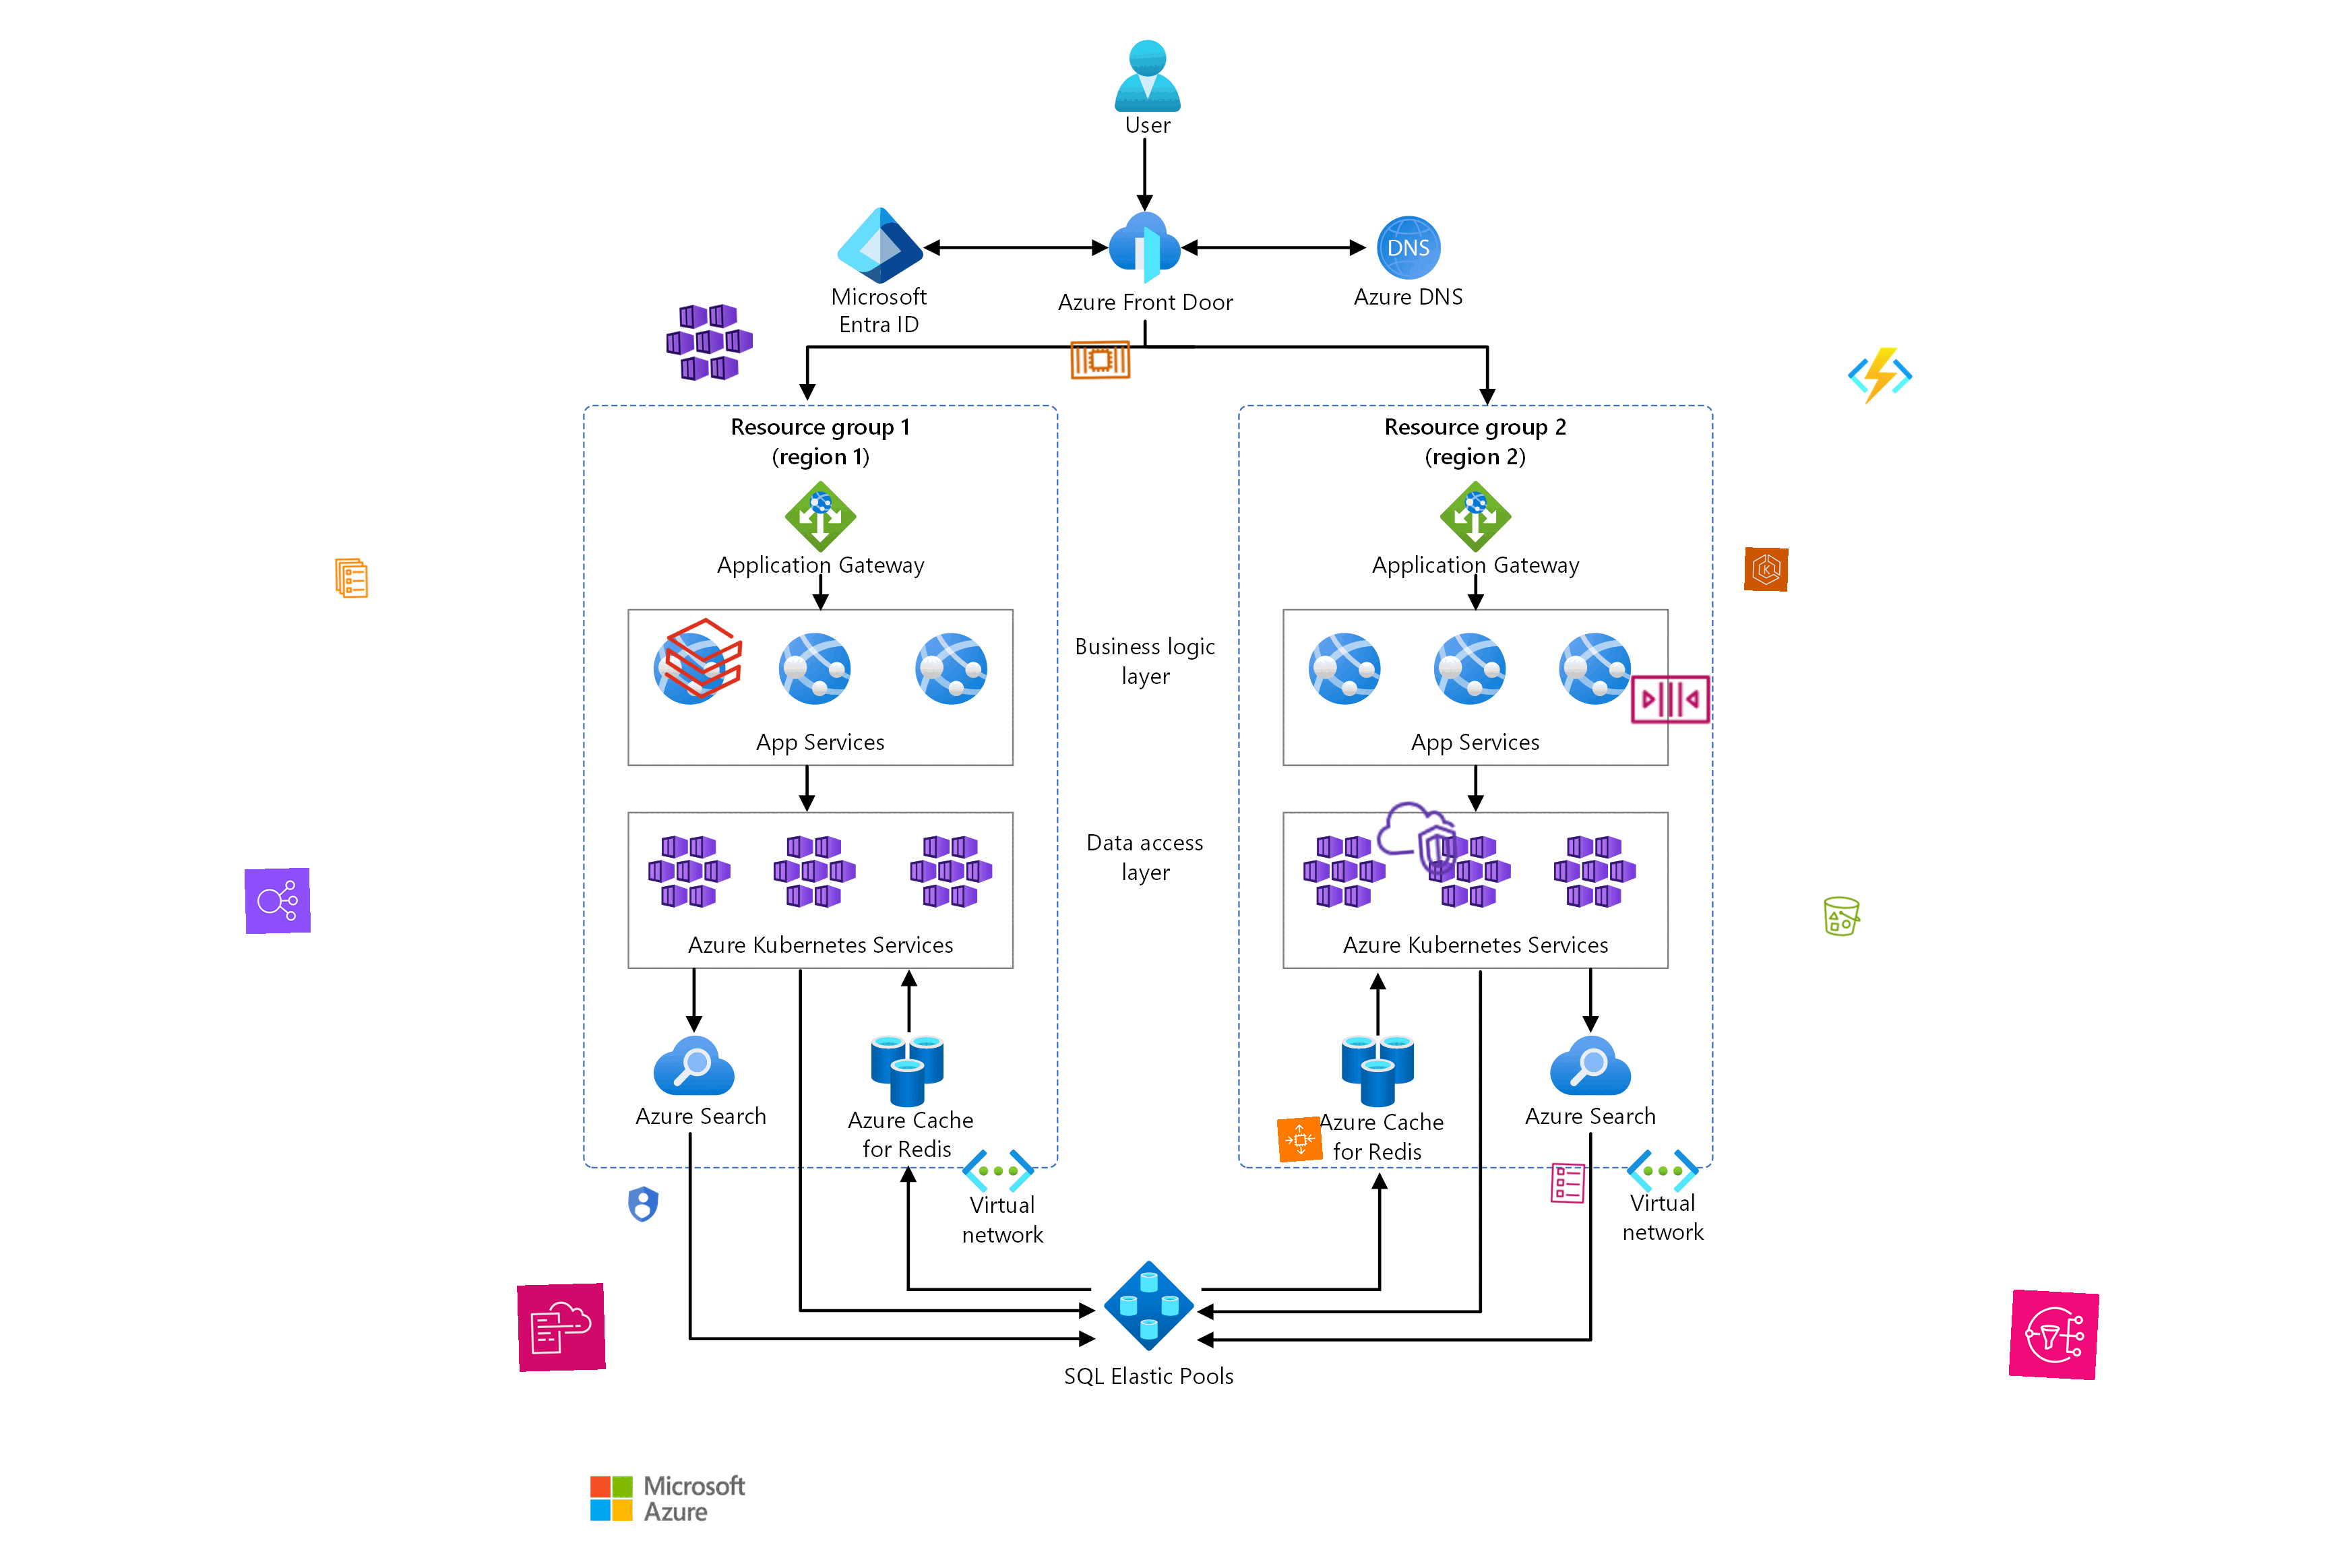 User
DNS
Microsoft
Entra ID
Azure Front Door
Azure DNS
Resource group 1
(region 1)
Resource group 2
(region 2)
Application Gateway
Application Gateway
K
Business logic
layer
App Services
App Services
Data access
layer
Azure Kubernetes Services
Azure Kubernetes Services
Azure Search
Azure Cache
for Redis
Azure Cache
for Redis
Azure Search
Virtual
network
Virtual
network
SQL Elastic Pools
Microsoft
Azure